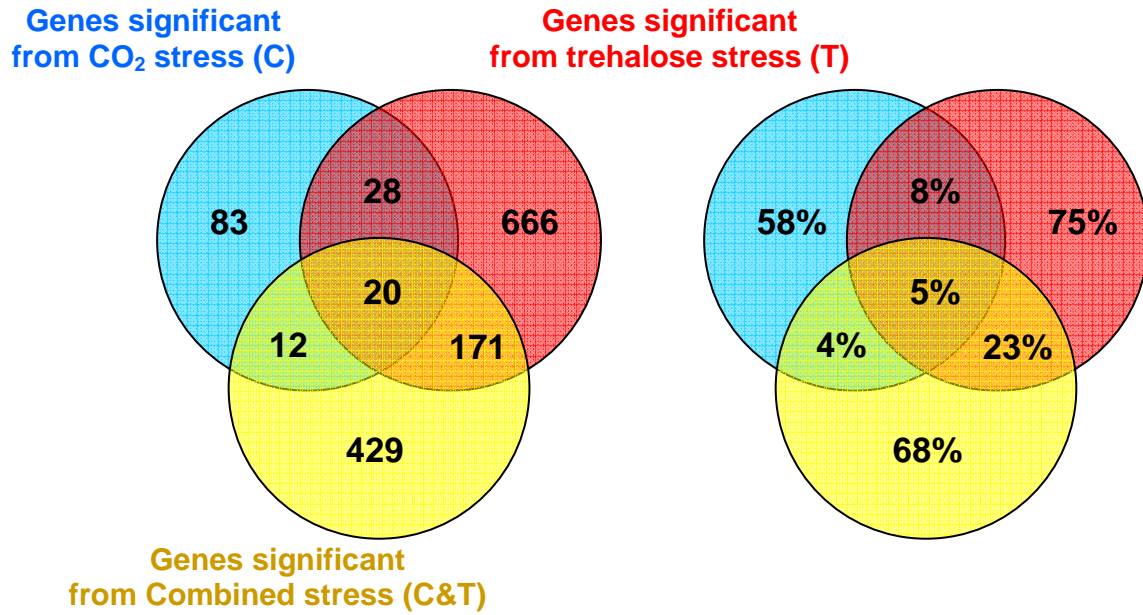 Genes significant
from CO₂ stress (C)
Genes significant
from trehalose stress (T)
28
83
666
20
12
171
429
8%
58%
75%
5%
4%
23%
68%
Genes significant
from Combined stress (C&T)